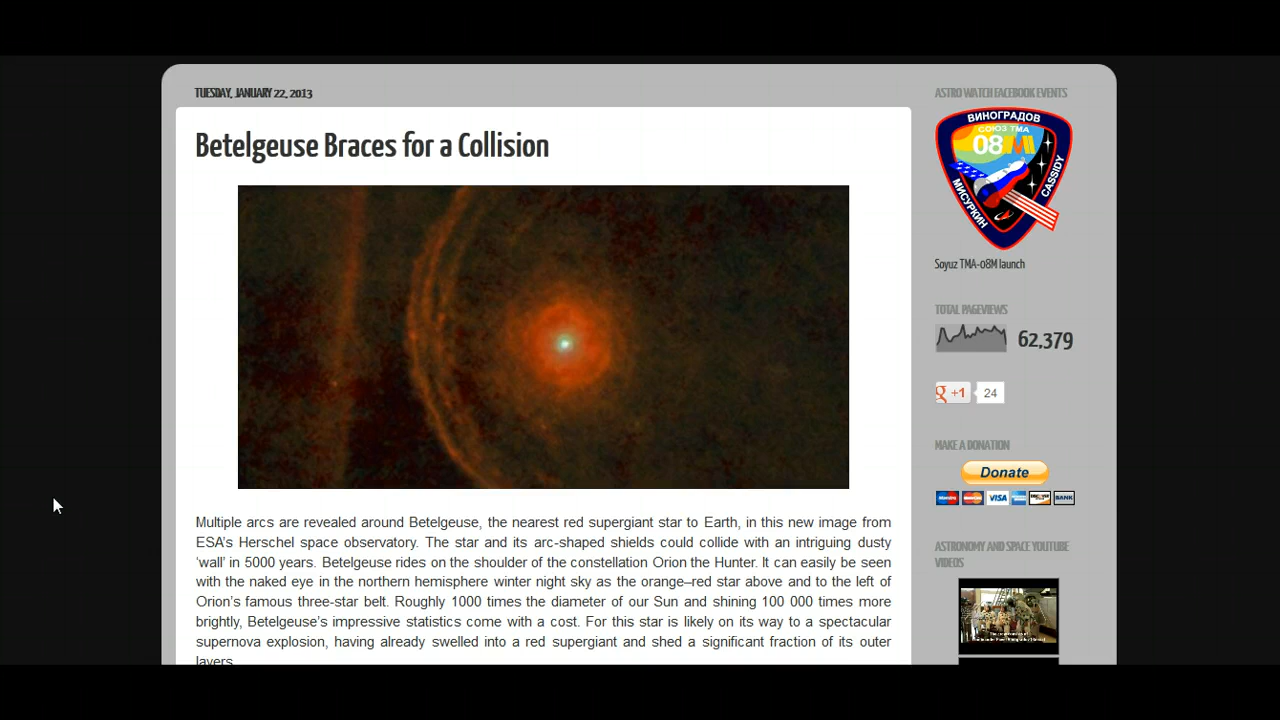 TUESDAY, JANUARY 22, 2013
Betelgeuse Braces for a Collision
Multiple arcs are revealed around Betelgeuse, the nearest red supergiant star to Earth, in this new image from
ESA's Herschel space observatory. The star and its arc-shaped shields could collide with an intriguing dusty
‘wall’ in 5000 years. Betelgeuse rides on the shoulder of the constellation Orion the Hunter. It can easily be seen
with the naked eye in the northern hemisphere winter night sky as the orange–red star above and to the left of
Orion's famous three-star belt. Roughly 1000 times the diameter of our Sun and shining 100 000 times more
brightly, Betelgeuse's impressive statistics come with a cost. For this star is likely on its way to a spectacular
supernova explosion, having already swelled into a red supergiant and shed a significant fraction of its outer
layers.
ASTRO WATCH FACEBOOK EVENTS
ВИНОГРАДОВ
СОЮЗ ТМА
08 М
МИСУРКИН
CASSIDY
Soyuz TMA-08M launch
TOTAL PAGEVIEWS
62,379
g +1 24
MAKE A DONATION
Donate
VISA
BANK
ASTRONOMY AND SPACE YOUTUBE
VIDEOS